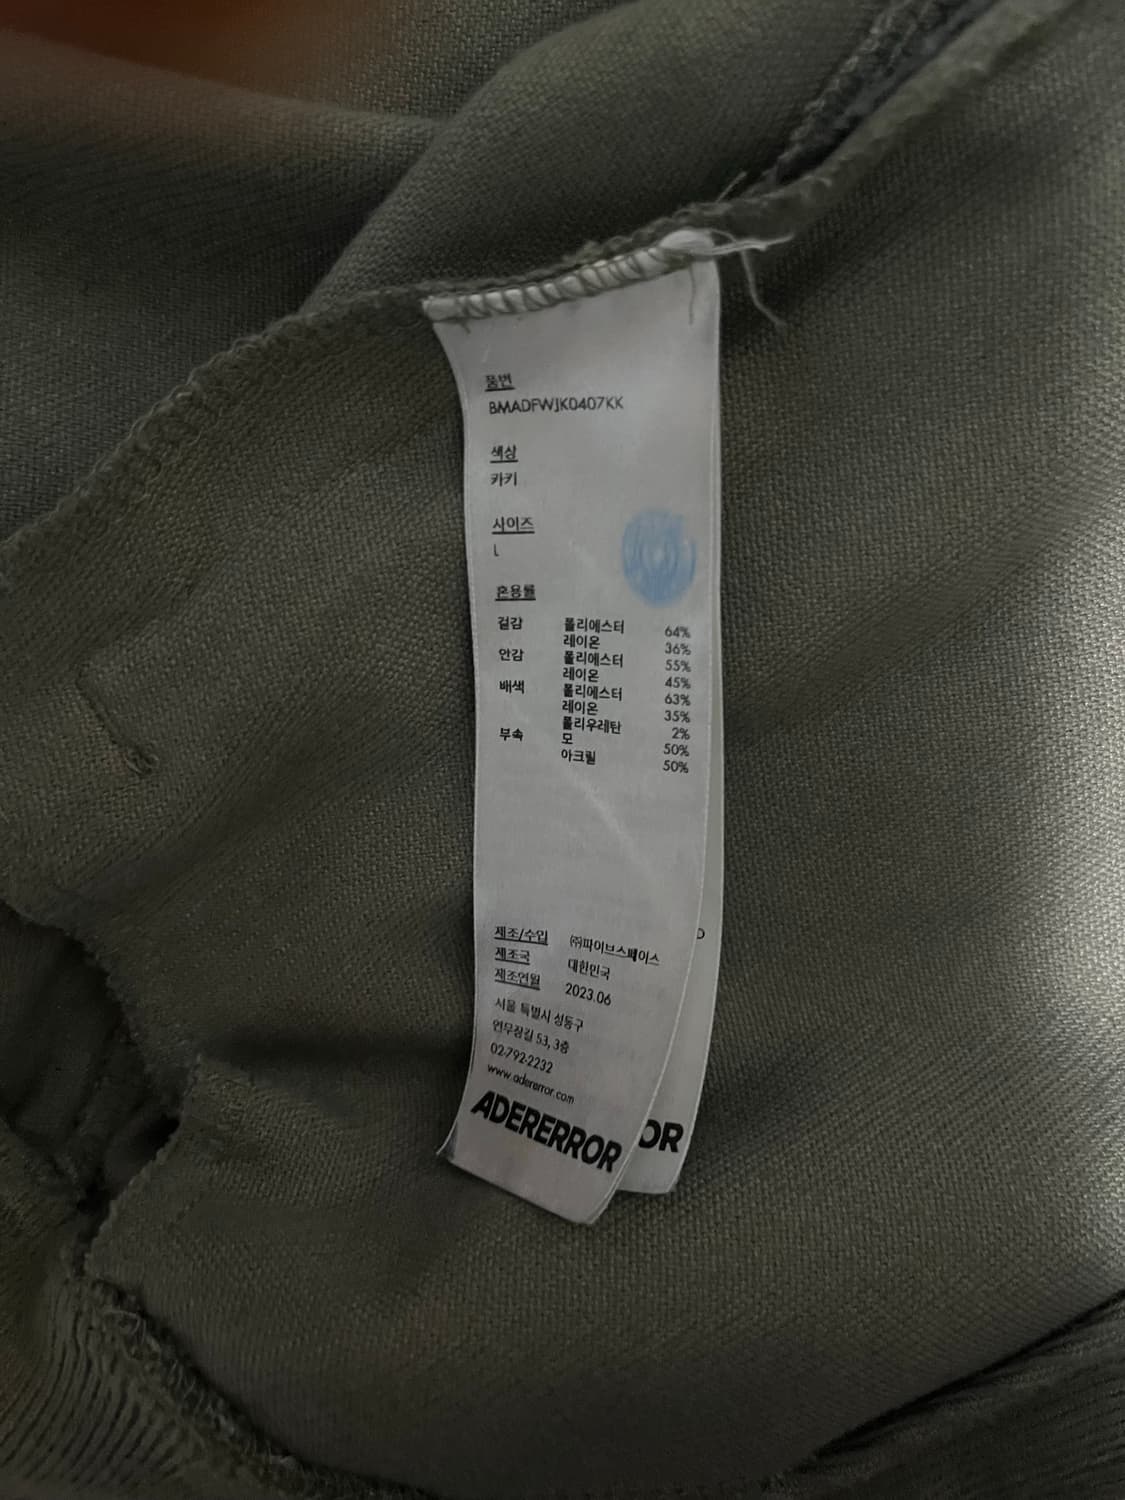 품번
BMADFWJK0407KK
색상
카키
사이즈
L
혼용률
겉감 폴리에스터 64%
레이온 36%
안감 폴리에스터 55%
레이온 45%
배색 폴리에스터 63%
레이온 35%
폴리우레탄 2%
부속 모 50%
아크릴 50%
제조/수입 ㈜파이브스페이스
제조국 대한민국
제조연월 2023.06
서울 특별시 성동구
연무장길 53, 3층
02-792-2232
www.adererror.com
ADERERROR
D
OR